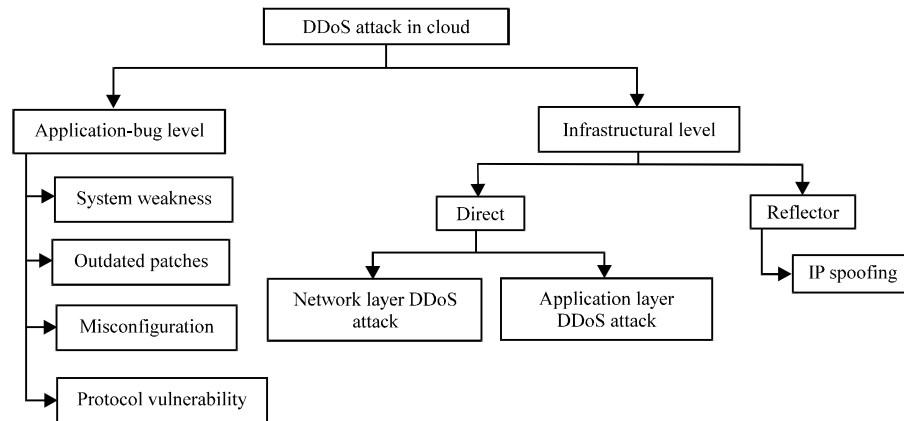 DDoS attack in cloud
Application-bug level
Infrastructural level
System weakness
Outdated patches
Misconfiguration
Protocol vulnerability
Direct
Reflector
Network layer DDoS
attack
Application layer
DDoS attack
IP spoofing